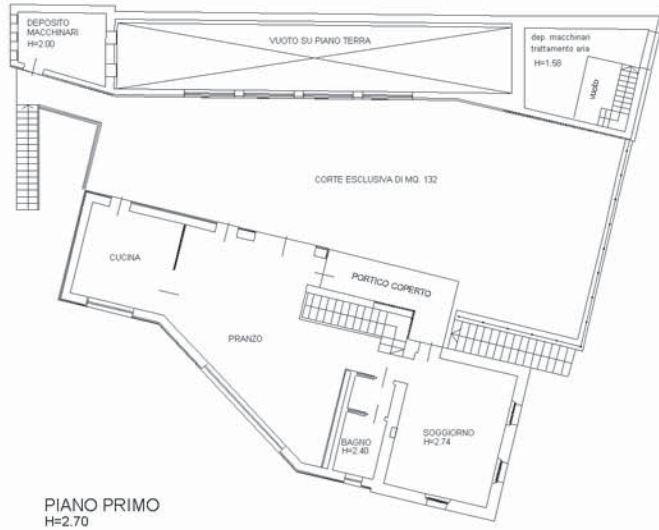 DEPOSITO
MACCHINARI
H=2.00
VUOTO SU PIANO TERRA
dep. macchinari
trattamento aria
H=1.58
vuoto
CORTE ESCLUSIVA DI MQ. 132
CUCINA
PORTICO COPERTO
PRANZO
SOGGIORNO
H=2.74
BAGNO
H=2.40
PIANO PRIMO
H=2.70